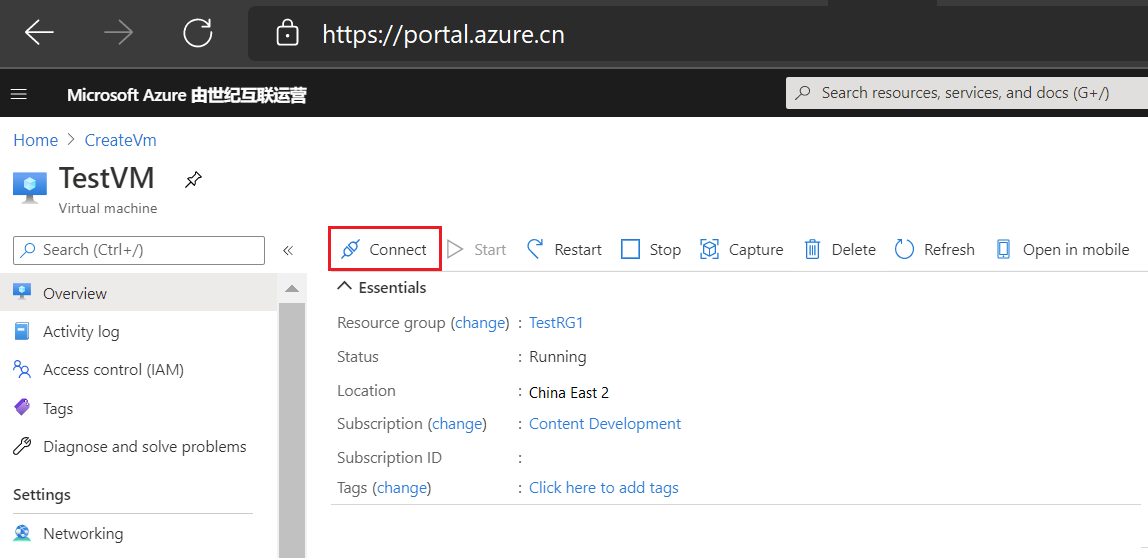 https://portal.azure.cn
Microsoft Azure 由世纪互联运营
Search resources, services, and docs (G+/)
Home > CreateVm
TestVM
Virtual machine
Search (Ctrl+/)
«
Connect Start Restart Stop Capture Delete Refresh Open in mobile
Overview
Activity log
Access control (IAM)
Tags
Diagnose and solve problems
Settings
Networking
Essentials
Resource group (change) : TestRG1
Status : Running
Location : China East 2
Subscription (change) : Content Development
Subscription ID :
Tags (change) : Click here to add tags